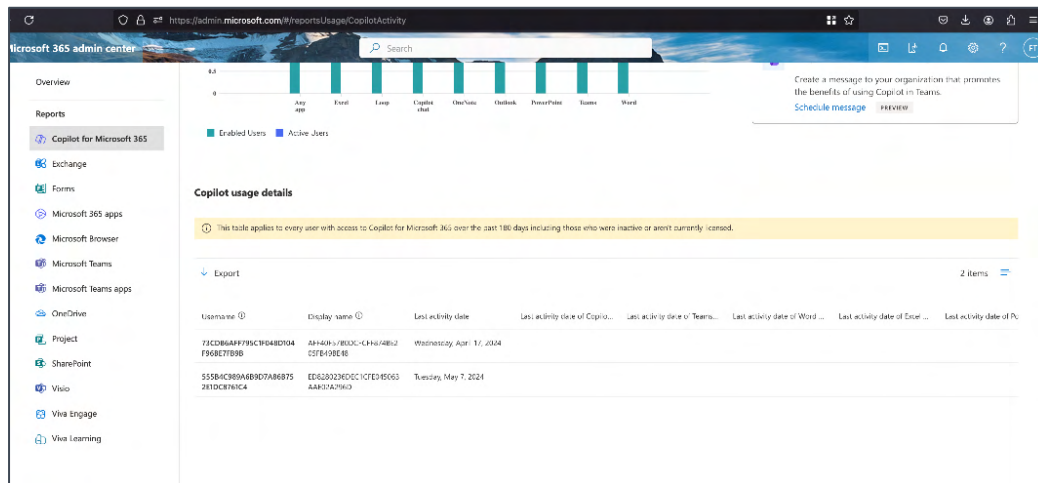 https://admin.microsoft.com/#/reportsUsage/CopilotActivity
Microsoft 365 admin center
Search
FT
Overview
Reports
Copilot for Microsoft 365
Exchange
Forms
Microsoft 365 apps
Microsoft Browser
Microsoft Teams
Microsoft Teams apps
OneDrive
Project
SharePoint
Visio
Viva Engage
Viva Learning
0.5
0
Any app
Excel
Loop
Copilot chat
OneNote
Outlook
PowerPoint
Teams
Word
Enabled Users
Active Users
Create a message to your organization that promotes
the benefits of using Copilot in Teams.
Schedule message PREVIEW
Copilot usage details
This table applies to every user with access to Copilot for Microsoft 365 over the past 180 days including those who were inactive or aren't currently licensed.
Export
2 items
Username Display name Last activity date Last activity date of Copilo... Last activity date of Teams... Last activity date of Word ... Last activity date of Excel ... Last activity date of Po
Wednesday, April 17, 2024
F96BE7FB9B
555B4C989A6B9D7A86B75
2E1DC8761C4
Tuesday, May 7, 2024